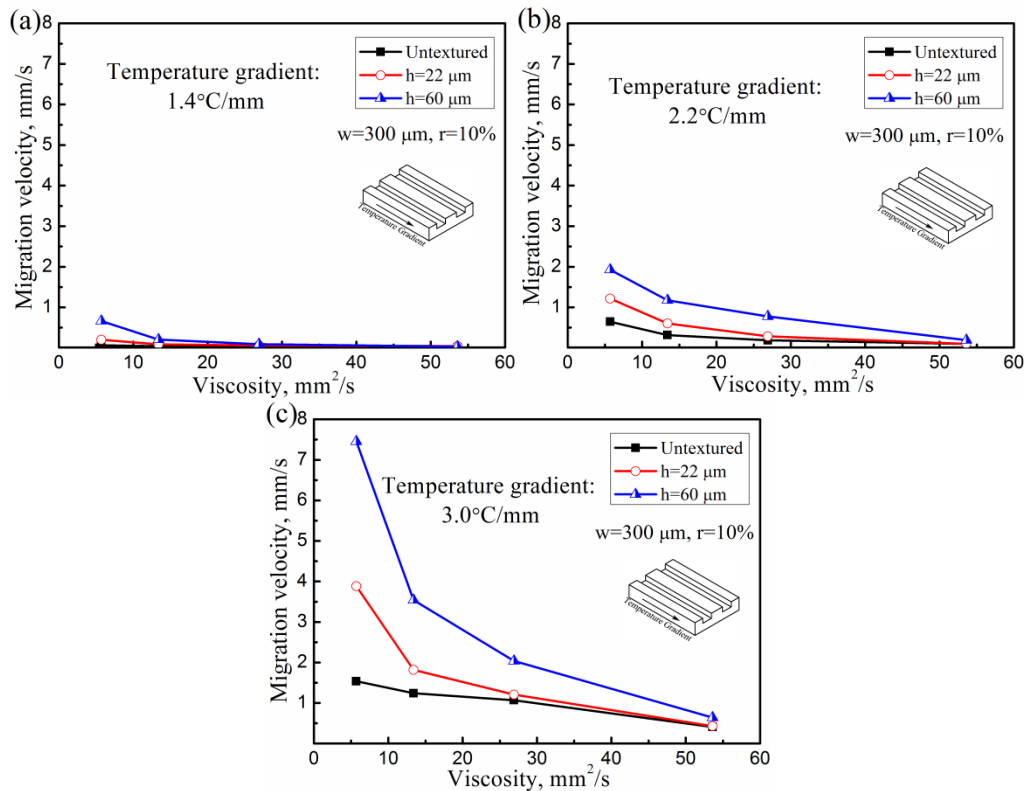 (a)
8
7
6
5
4
3
2
1
Migration velocity, mm/s
Untextured
h=22 μm
h=60 μm
Temperature gradient:
1.4°C/mm
w=300 μm, r=10%
Temperature Gradient
0 10 20 30 40 50 60
Viscosity, mm²/s
(b)
8
7
6
5
4
3
2
1
Migration velocity, mm/s
Untextured
h=22 μm
h=60 μm
Temperature gradient:
2.2°C/mm
w=300 μm, r=10%
Temperature Gradient
0 10 20 30 40 50 60
Viscosity, mm²/s
(c)
8
7
6
5
4
3
2
1
Migration velocity, mm/s
Untextured
h=22 μm
h=60 μm
Temperature gradient:
3.0°C/mm
w=300 μm, r=10%
Temperature Gradient
0 10 20 30 40 50 60
Viscosity, mm²/s